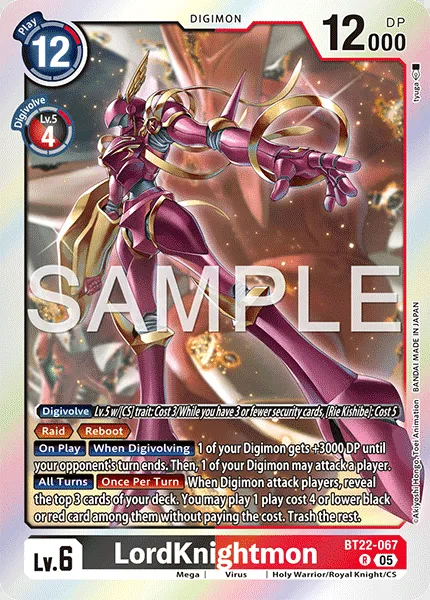 DIGIMON
Play
12
12000
DP
Digivolve
Lv.5
4
tyuga
SAMPLE
©Akiyoshi Hongo, Toei Animation BANDAI MADE IN JAPAN
Digivolve Lv.5 w/[CS] trait: Cost 3/While you have 3 or fewer security cards, [Rie Kishibe]: Cost 5
Raid Reboot
On Play When Digivolving 1 of your Digimon gets +3000 DP until
your opponent's turn ends. Then, 1 of your Digimon may attack a player.
All Turns Once Per Turn When Digimon attack players, reveal
the top 3 cards of your deck. You may play 1 play cost 4 or lower black
or red card among them without paying the cost. Trash the rest.
Lv.6
LordKnightmon
BT22-067
R 05
Mega Virus Holy Warrior/Royal Knight/CS